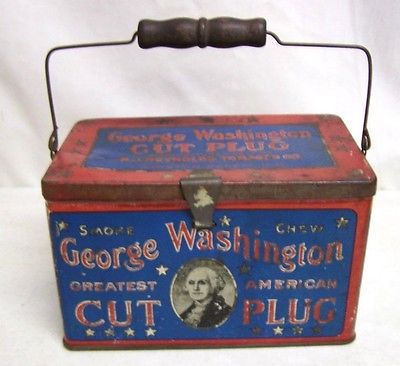 George Washington
CUT PLUG
R.J. REYNOLDS TOBACCO CO
SMOKE CHEW
George Washington
GREATEST AMERICAN
CUT PLUG